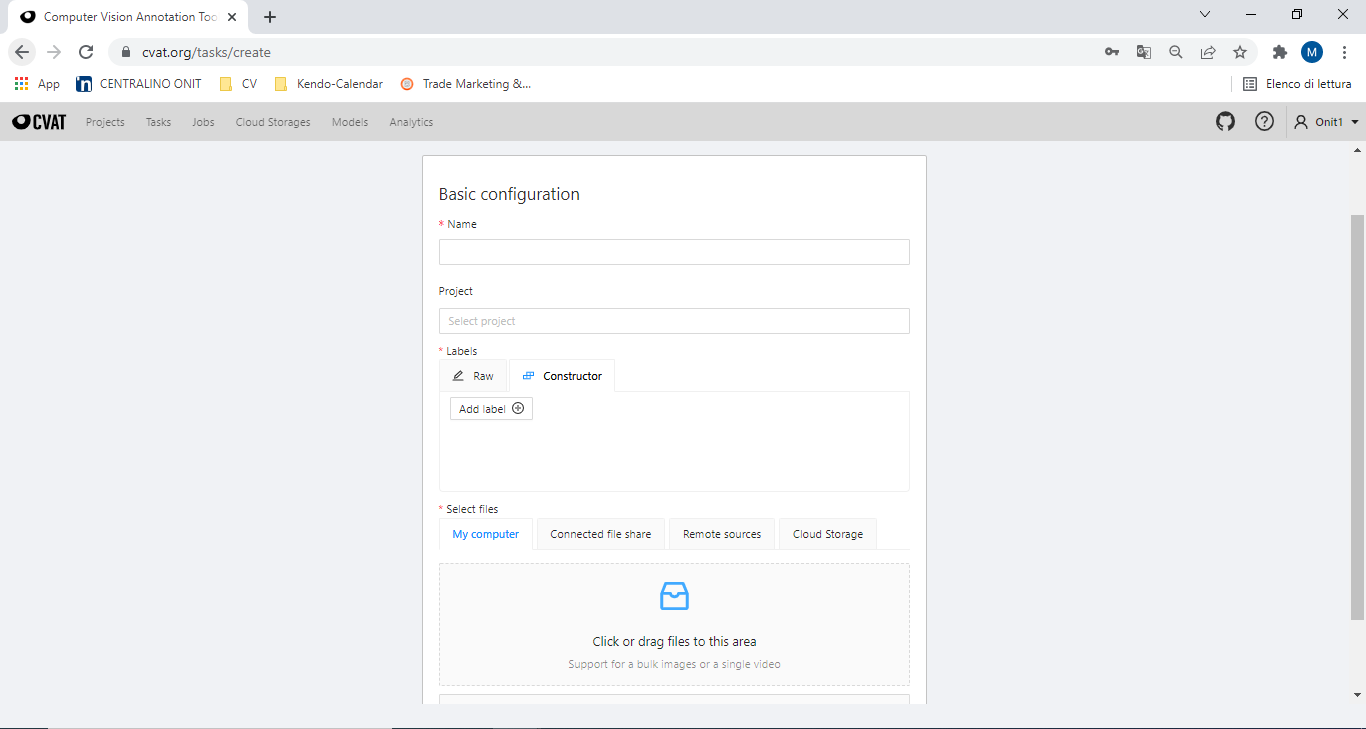 Computer Vision Annotation Too
cvat.org/tasks/create
M
App CENTRALINO ONIT CV Kendo-Calendar Trade Marketing &... Elenco di lettura
CVAT Projects Tasks Jobs Cloud Storages Models Analytics Onit1
Basic configuration
* Name
Project
Select project
* Labels
Raw Constructor
Add label
* Select files
My computer Connected file share Remote sources Cloud Storage
Click or drag files to this area
Support for a bulk images or a single video